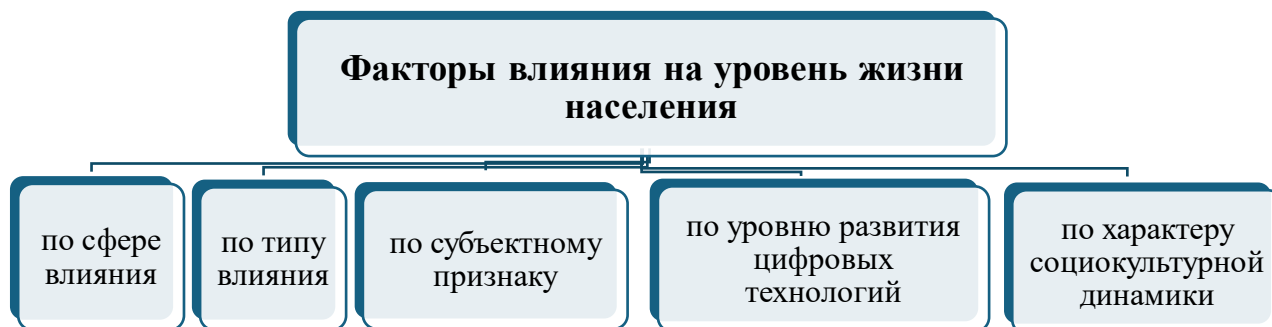 Факторы влияния на уровень жизни
населения
по сфере
влияния
по типу
влияния
по субъектному
признаку
по уровню развития
цифровых
технологий
по характеру
социокультурной
динамики